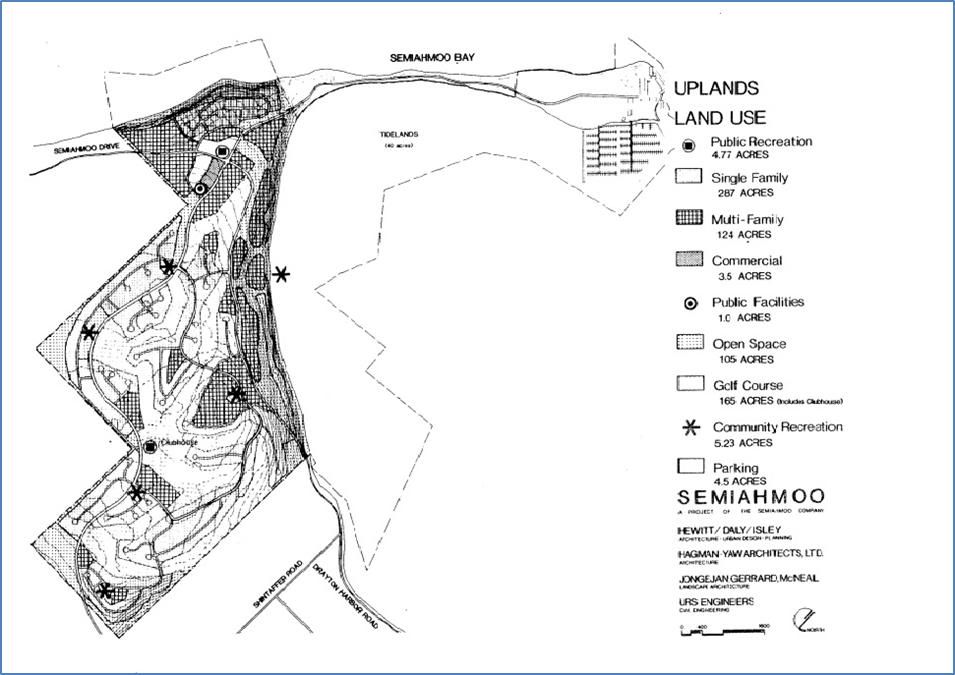 SEMIAHMOO BAY
UPLANDS
LAND USE
TIDELANDS
(40 acres)
SEMIAHMOO DRIVE
Public Recreation
4.77 ACRES
Single Family
287 ACRES
Multi-Family
124 ACRES
Commercial
3.5 ACRES
Public Facilities
1.0 ACRES
Open Space
105 ACRES
Golf Course
165 ACRES (Includes Clubhouse)
Community Recreation
5.23 ACRES
Parking
4.5 ACRES
Clubhouse
SEMIAHMOO
A PROJECT OF THE SEMIAHMOO COMPANY
HEWITT/DALY/ISLEY
ARCHITECTURE·URBAN DESIGN·PLANNING
HAGMAN·YAW ARCHITECTS, LTD.
ARCHITECTURE
JONGEJAN GERRARD, McNEAL
LANDSCAPE ARCHITECTURE
URS ENGINEERS
CIVIL ENGINEERING
SHINTAFFER ROAD
DRAYTON HARBOR ROAD
0 400 1600
NORTH